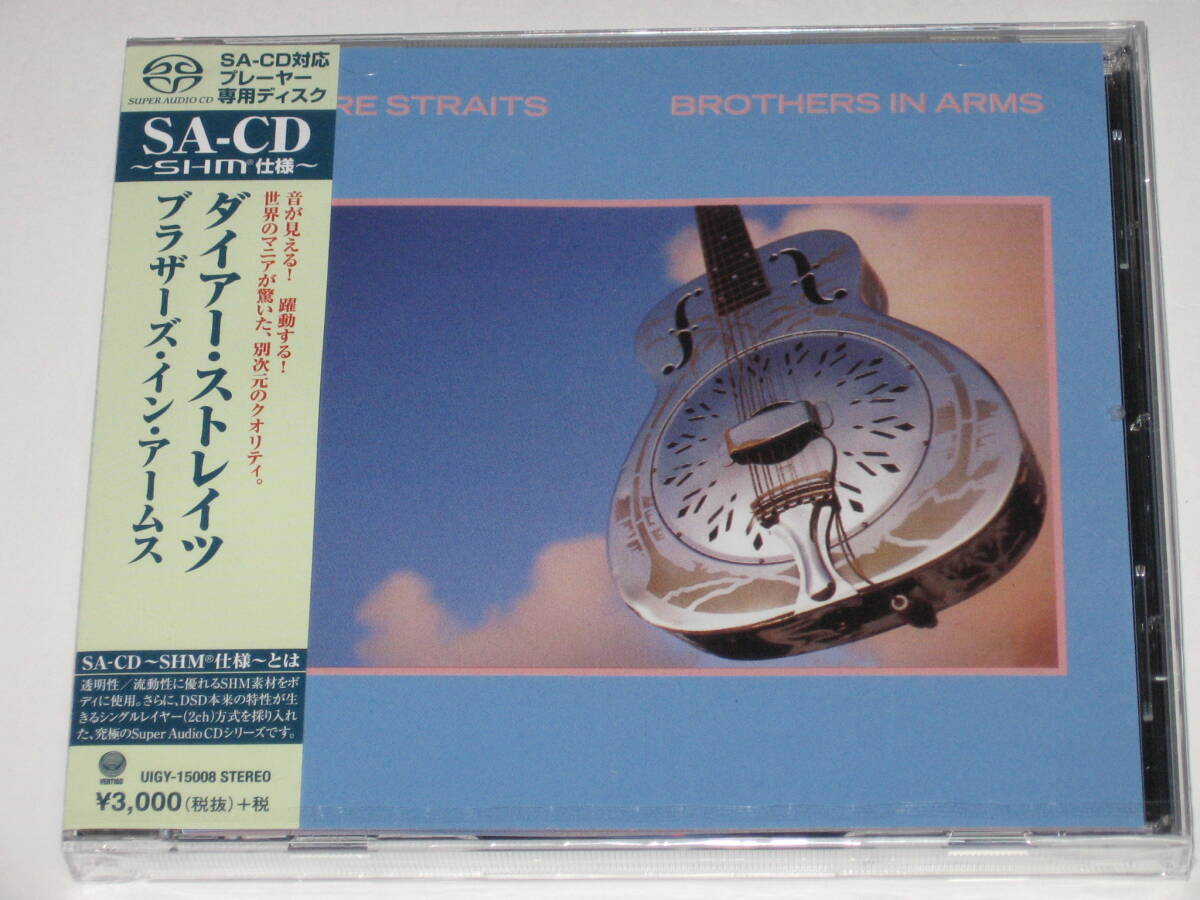 SUPER AUDIO CD
SA-CD対応
プレーヤー
専用ディスク
SA-CD
~SHM®仕様~
音が見える! 躍動する!
世界のマニアが驚いた、別次元のクオリティ。
ダイアー・ストレイツ
ブラザーズ・イン・アームス
SA-CD~SHM®仕様~とは
透明性/流動性に優れるSHM素材をボ
ディに使用。さらに、DSD本来の特性が生
きるシングルレイヤー(2ch)方式を採り入れ
た、究極のSuper Audio CDシリーズです。
VERTIGO
UIGY-15008 STEREO
¥3,000(税抜)+税
RE STRAITS
BROTHERS IN ARMS